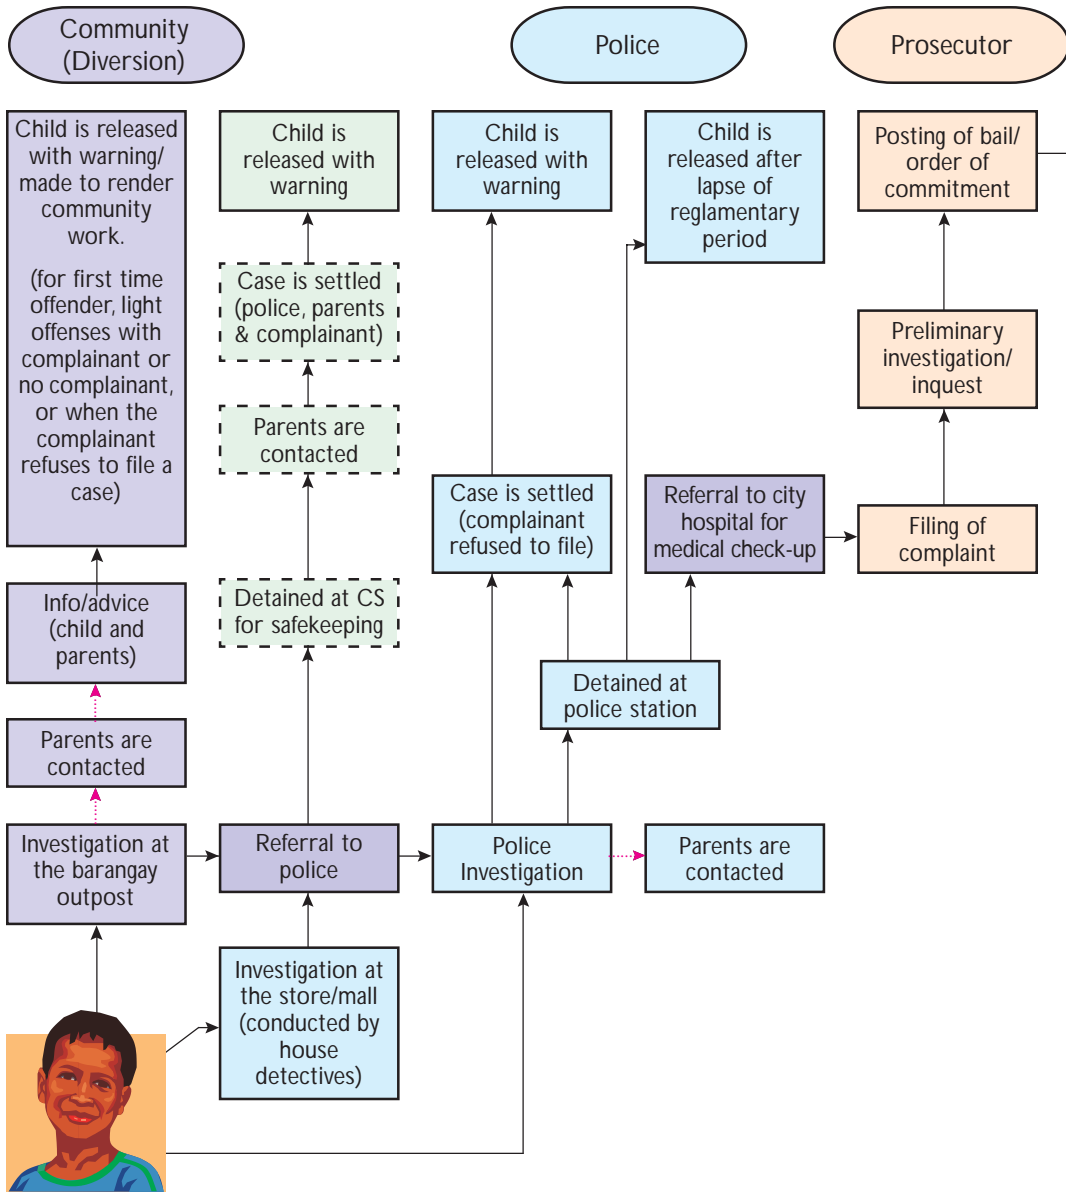 Community
(Diversion)
Police
Prosecutor
Child is released
with warning/
made to render
community
work.
(for first time
offender, light
offenses with
complainant or
no complainant,
or when the
complainant
refuses to file a
case)
Info/advice
(child and
parents)
Parents are
contacted
Investigation at
the barangay
outpost
Child is
released with
warning
Case is settled
(police, parents
& complainant)
Parents are
contacted
Detained at CS
for safekeeping
Referral to
police
Investigation at
the store/mall
(conducted by
house
detectives)
Child is
released with
warning
Case is settled
(complainant
refused to file)
Police
Investigation
Child is
released after
lapse of
reglamentary
period
Referral to city
hospital for
medical check-up
Detained at
police station
Parents are
contacted
Posting of bail/
order of
commitment
Preliminary
investigation/
inquest
Filing of
complaint